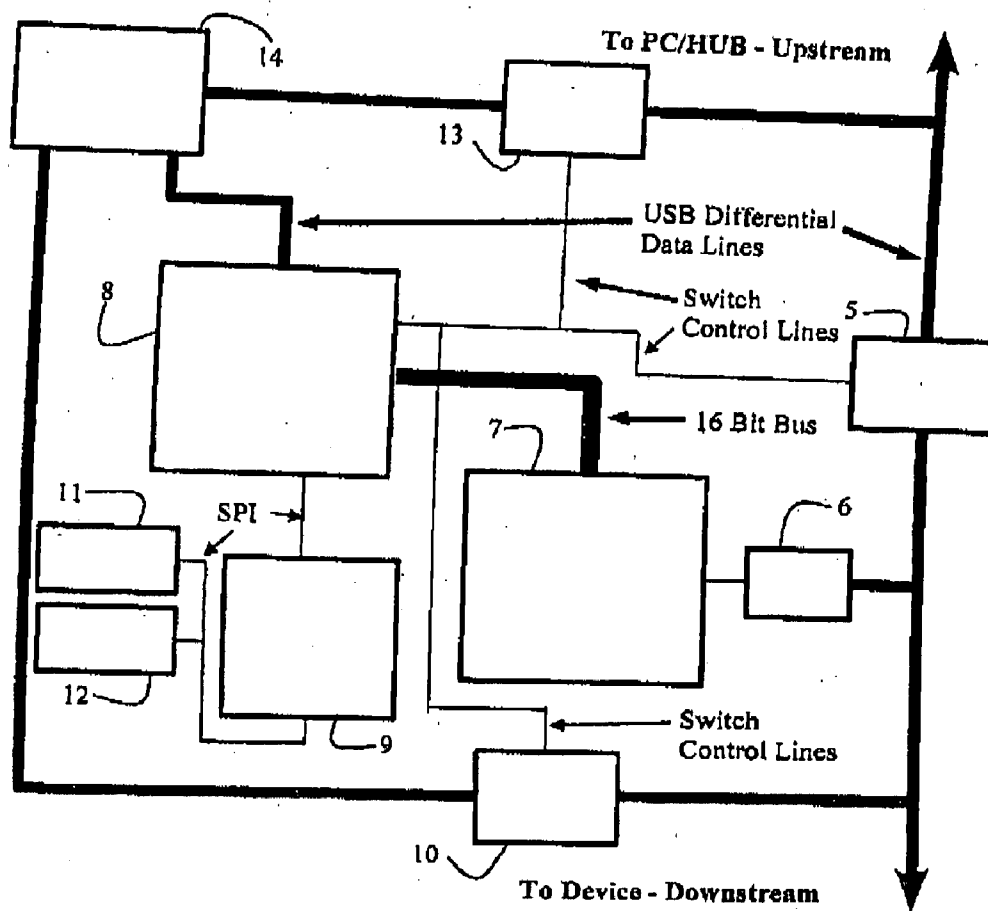 14
To PC/HUB - Upstream
13
USB Differential
Data Lines
8
Switch
Control Lines
5
16 Bit Bus
7
11
SPI
6
12
9
Switch
Control Lines
10
To Device - Downstream